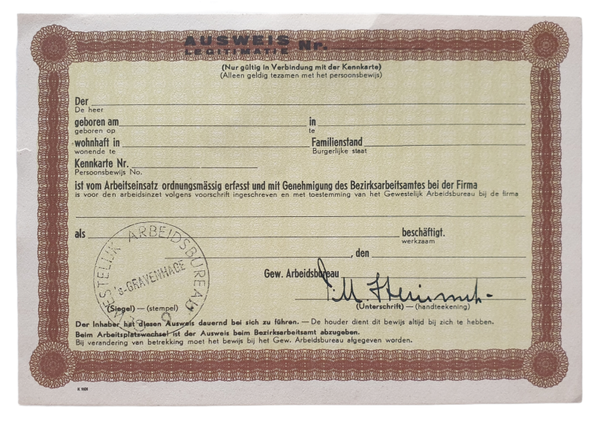 AUSWEIS
LEGITIMATIE Nr.
(Nur gültig in Verbindung mit der Kennkarte)
(Alleen geldig tezamen met het persoonsbewijs)
Der
De heer
geboren am in
geboren op te
wohnhaft in Familienstand
wonende te Burgerlijke staat
Kennkarte Nr.
Persoonsbewijs No.
ist vom Arbeitseinsatz ordnungsmässig erfesst und mit Genehmigung des Bezirksarbeitsamtes bei der Firma
is voor den arbeidsinzet volgens voorschrift ingeschreven en met toestemming van het Gewestelijk Arbeidsbureau bij de firma
als beschäftigt.
werkzaam
, den
Gew. Arbeidsbureau
GEWESTELIJK ARBEIDSBUREAU
's-GRAVENHAGE
(Siegel) — (stempel) (Unterschrift) — (handteekening)
Der Inhaber hat diesen Ausweis dauernd bei sich zu führen. — De houder dient dit bewijs altijd bij zich te hebben.
Beim Arbeitsplatzwechsel ist der Ausweis beim Bezirksarbeitsamt abzugeben.
Bij verandering van betrekking moet het bewijs bij het Gew. Arbeidsbureau afgegeven worden.